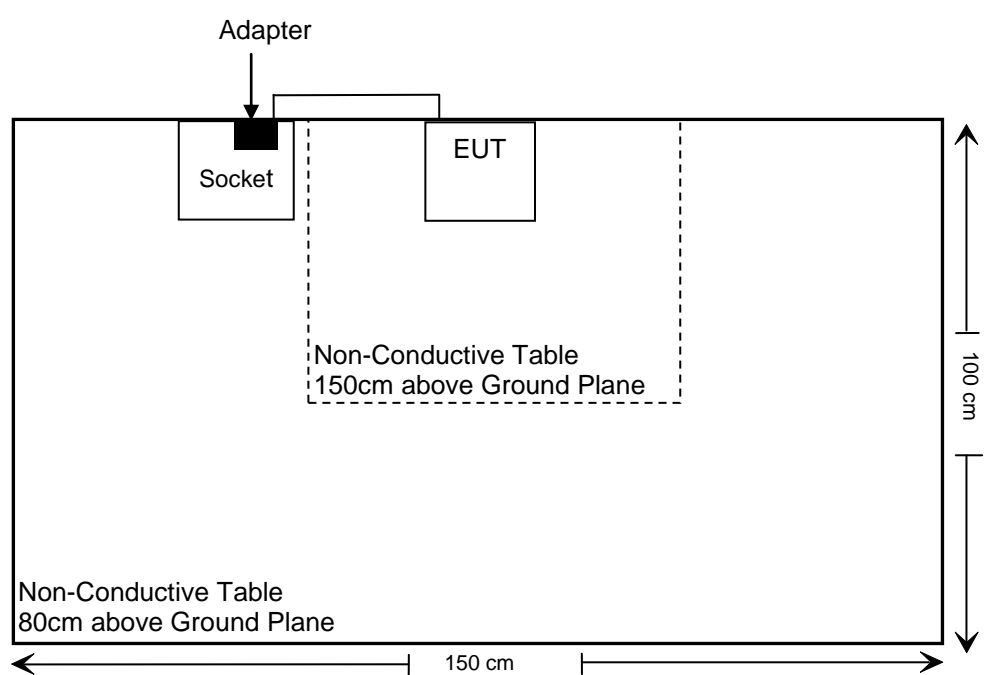 Adapter
EUT
Socket
Non-Conductive Table
150cm above Ground Plane
100 cm
Non-Conductive Table
80cm above Ground Plane
150 cm